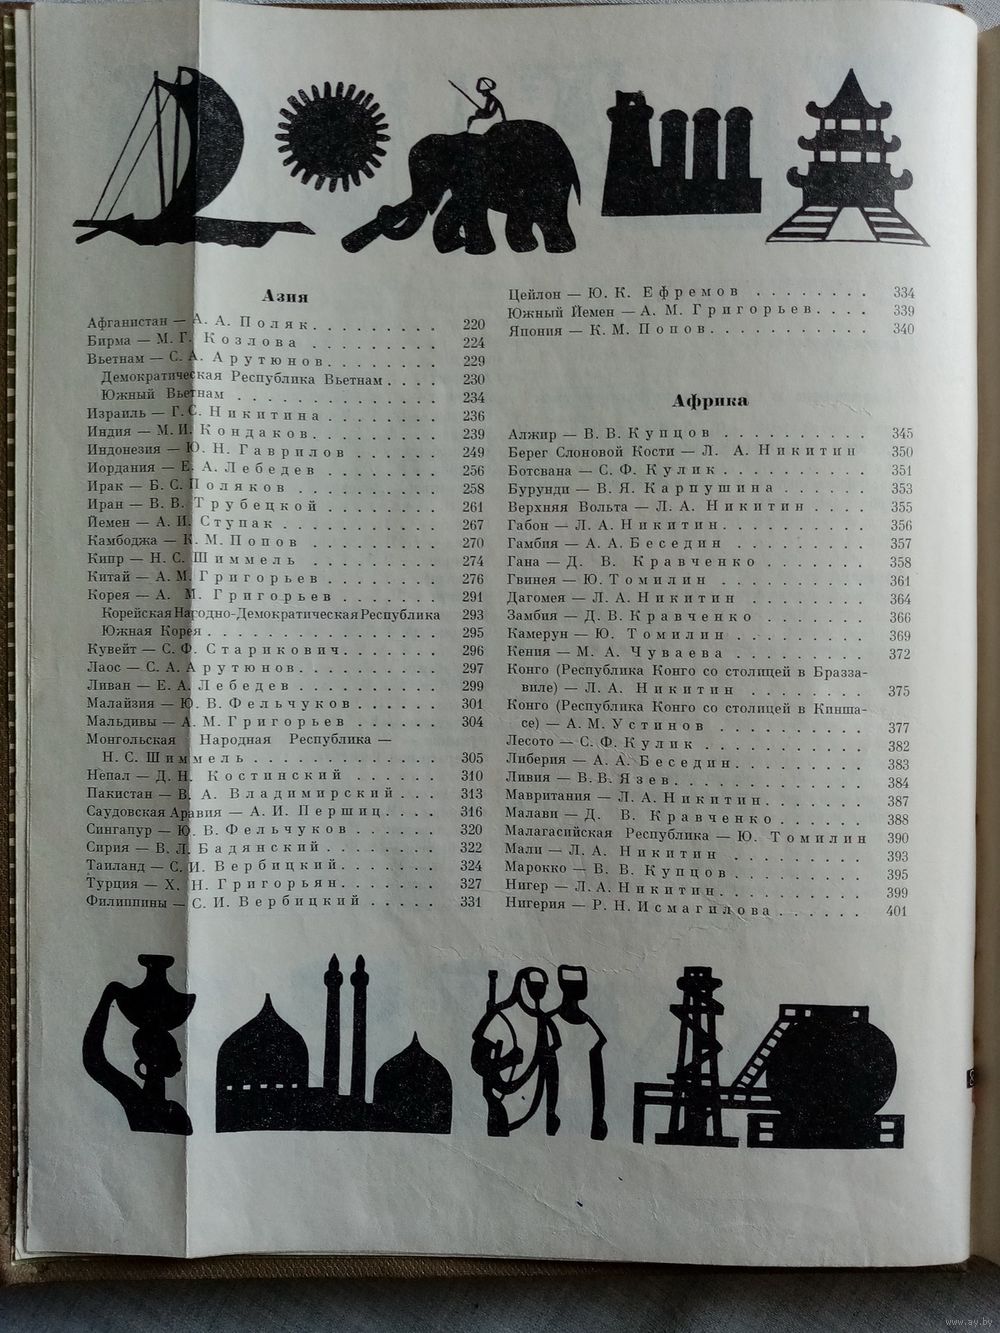 Азия
Афганистан — А. А. Поляк. . . . . . . . . 220
Бирма — М. Г. Козлова . . . . . . . . . 224
Вьетнам — С. А. Арутюнов. . . . . . . . 229
Демократическая Республика Вьетнам . . . . 230
Южный Вьетнам . . . . . . . . . . . . . 234
Израиль — Г. С. Никитина . . . . . . . . 236
Индия — М. И. Кондаков. . . . . . . . . 239
Индонезия — Ю. Н. Гаврилов . . . . . . 249
Иордания — Е. А. Лебедев . . . . . . . . 256
Ирак — Б. С. Поляков . . . . . . . . . . 258
Иран — В. В. Трубецкой . . . . . . . . 261
Йемен — А. И. Ступак . . . . . . . . . . 267
Камбоджа — К. М. Попов . . . . . . . . . 270
Кипр — Н. С. Шиммель . . . . . . . . . 274
Китай — А. М. Григорьев . . . . . . . . 276
Корея — А. М. Григорьев . . . . . . . . 291
Корейская Народно-Демократическая Республика 293
Южная Корея . . . . . . . . . . . . . . 295
Кувейт — С. Ф. Старикович. . . . . . . 296
Лаос — С. А. Арутюнов. . . . . . . . . 297
Ливан — Е. А. Лебедев . . . . . . . . . 299
Малайзия — Ю. В. Фельчуков . . . . . . 301
Мальдивы — А. М. Григорьев . . . . . . 304
Монгольская Народная Республика —
Н. С. Шиммель . . . . . . . . . . . . 305
Непал — Д. Н. Костинский . . . . . . 310
Пакистан — В. А. Владимирский . . . 313
Саудовская Аравия — А. И. Першиц . . . . 316
Сингапур — Ю. В. Фельчуков . . . . . . 320
Сирия — В. Л. Бадянский . . . . . . . . 322
Таиланд — С. И. Вербицкий. . . . . . . 324
Турция — Х. Н. Григорьян. . . . . . . 327
Филиппины — С. И. Вербицкий . . . . . 331
Цейлон — Ю. К. Ефремов . . . . . . . . 334
Южный Йемен — А. М. Григорьев. . . . 339
Япония — К. М. Попов. . . . . . . . . . 340
Африка
Алжир — В. В. Купцов . . . . . . . . . . 345
Берег Слоновой Кости — Л. А. Никитин 350
Ботсвана — С. Ф. Кулик . . . . . . . . . 351
Бурунди — В. Я. Карпушина . . . . . . 353
Верхняя Вольта — Л. А. Никитин . . . . 355
Габон — Л. А. Никитин. . . . . . . . . 356
Гамбия — А. А. Беседин . . . . . . . . . 357
Гана — Д. В. Кравченко . . . . . . . . 358
Гвинея — Ю. Томилин . . . . . . . . . . 361
Дагомея — Л. А. Никитин . . . . . . . . 364
Замбия — Д. В. Кравченко . . . . . . . 366
Камерун — Ю. Томилин . . . . . . . . . 369
Кения — М. А. Чуваева . . . . . . . . . 372
Конго (Республика Конго со столицей в Бразза-
виле) — Л. А. Никитин . . . . . . . . 375
Конго (Республика Конго со столицей в Кинша-
се) — А. М. Устинов . . . . . . . . . 377
Лесото — С. Ф. Кулик . . . . . . . . . . 382
Либерия — А. А. Беседин. . . . . . . . 383
Ливия — В. В. Язев. . . . . . . . . . . 384
Мавритания — Л. А. Никитин. . . . . . 387
Малави — Д. В. Кравченко . . . . . . . 388
Малагасийская Республика — Ю. Томилин 390
Мали — Л. А. Никитин . . . . . . . . . 393
Марокко — В. В. Купцов . . . . . . . . 395
Нигер — Л. А. Никитин. . . . . . . . . 399
Нигерия — Р. Н. Исмагилова . . . . . . 401
www.ay.by